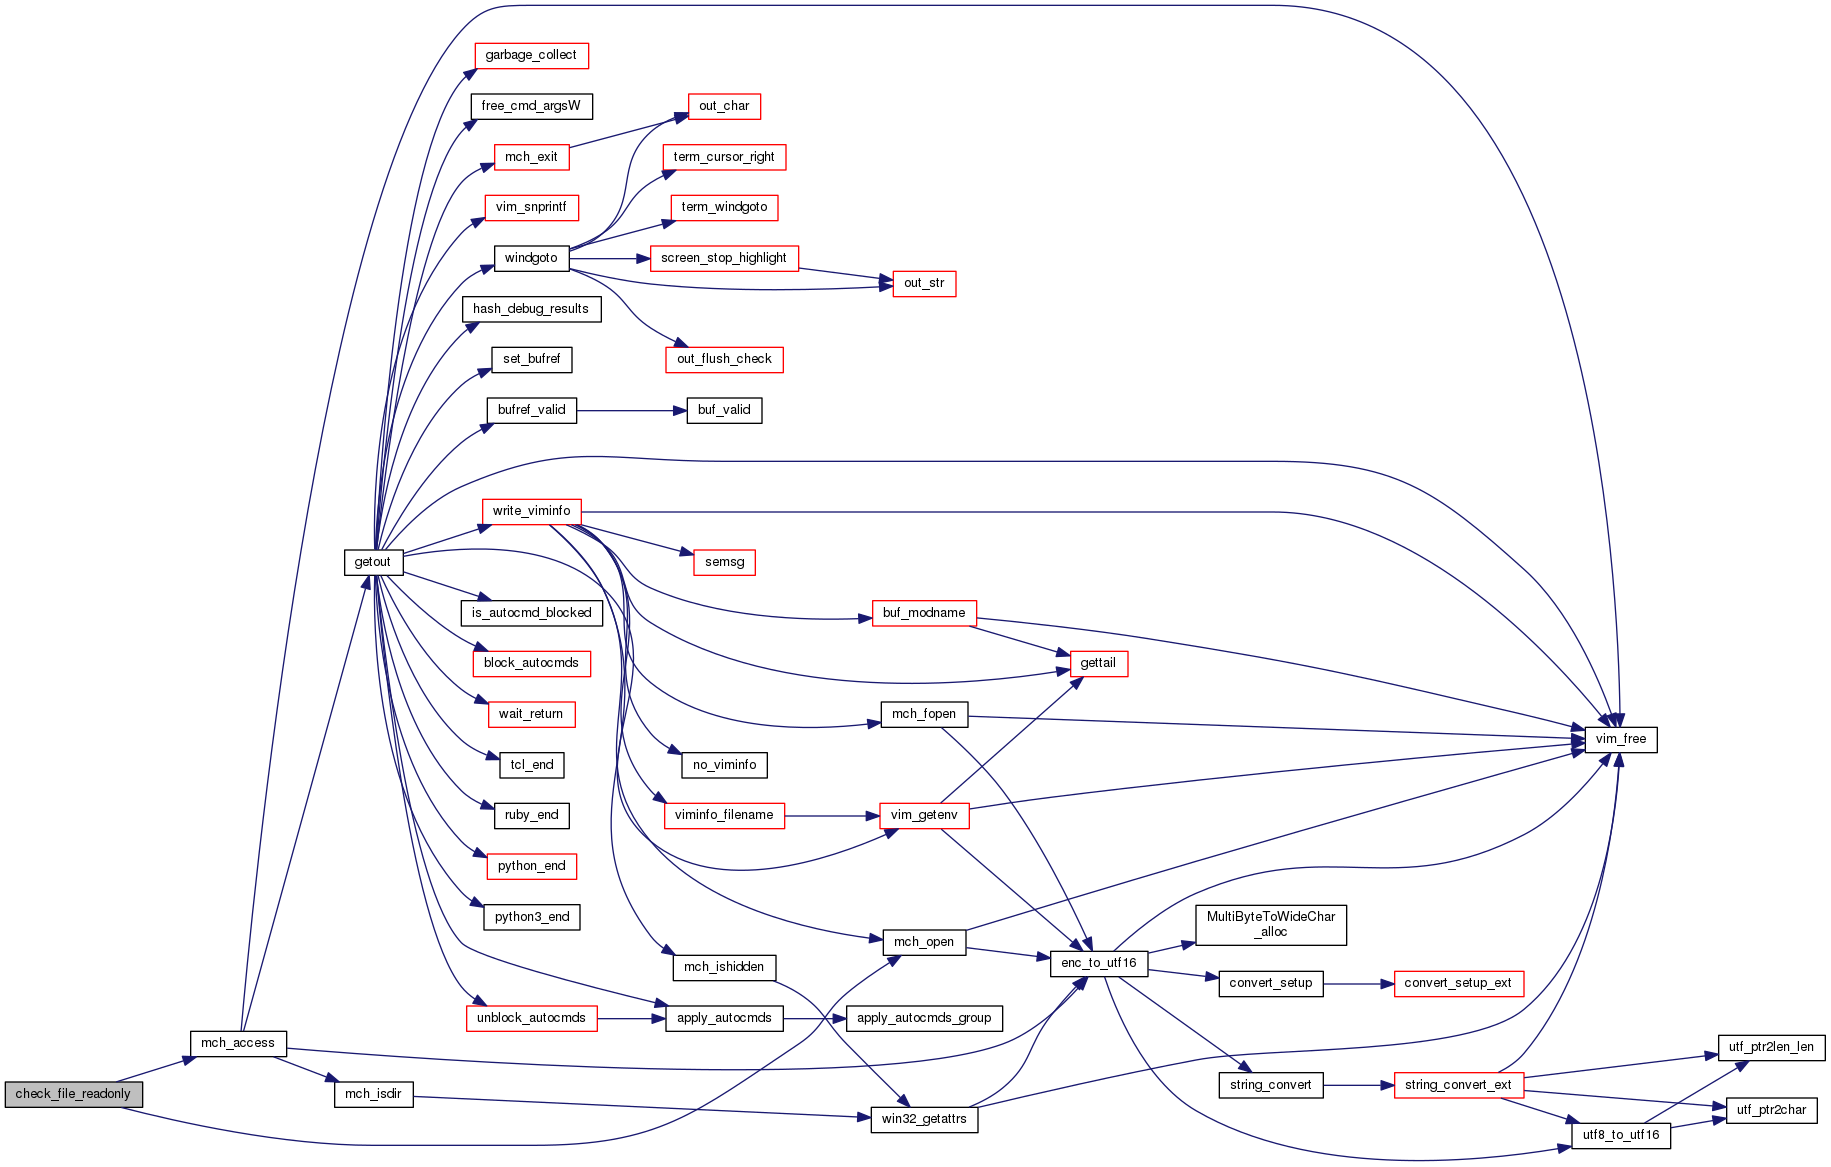 garbage_collect
free_cmd_argsW
out_char
mch_exit
term_cursor_right
vim_snprintf
term_windgoto
windgoto
screen_stop_highlight
out_str
hash_debug_results
set_bufref
out_flush_check
bufref_valid
buf_valid
write_viminfo
getout
semsg
is_autocmd_blocked
buf_modname
block_autocmds
gettail
wait_return
mch_fopen
vim_free
tcl_end
no_viminfo
ruby_end
viminfo_filename
vim_getenv
python_end
python3_end
MultiByteToWideChar
_alloc
mch_open
mch_ishidden
enc_to_utf16
convert_setup
convert_setup_ext
unblock_autocmds
apply_autocmds
apply_autocmds_group
mch_access
utf_ptr2len_len
check_file_readonly
mch_isdir
string_convert
string_convert_ext
win32_getattrs
utf_ptr2char
utf8_to_utf16